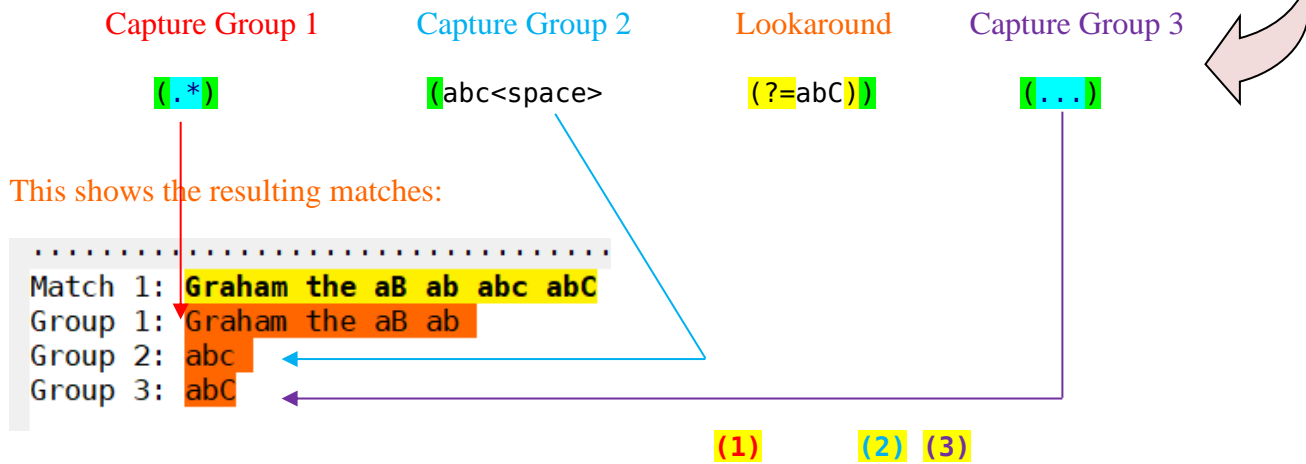 Capture Group 1 Capture Group 2 Lookaround Capture Group 3
(.*) (abc<space> (?=abC)) (...)
This shows the resulting matches:
..................................
Match 1: Graham the aB ab abc abC
Group 1: Graham the aB ab
Group 2: abc
Group 3: abC
(1) (2) (3)